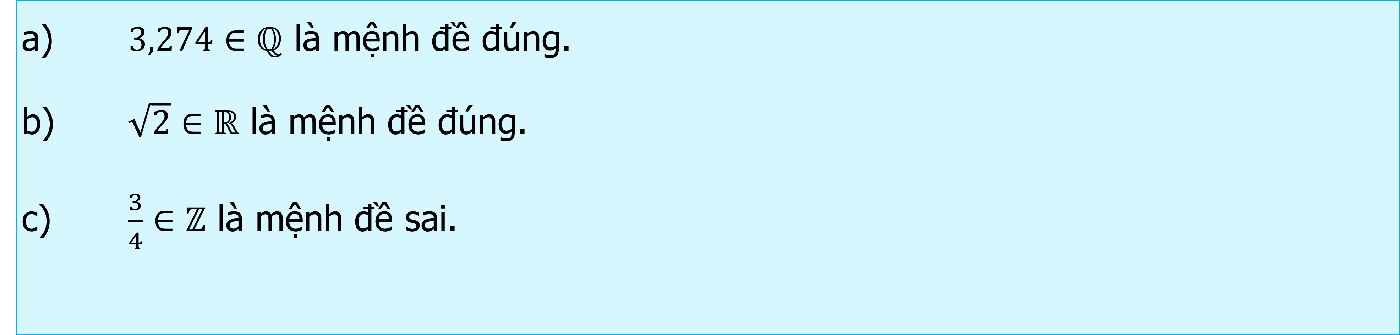 a) 3,274 ∈ ℚ là mệnh đề đúng.
b) √2 ∈ ℝ là mệnh đề đúng.
c) 3/4 ∈ ℤ là mệnh đề sai.